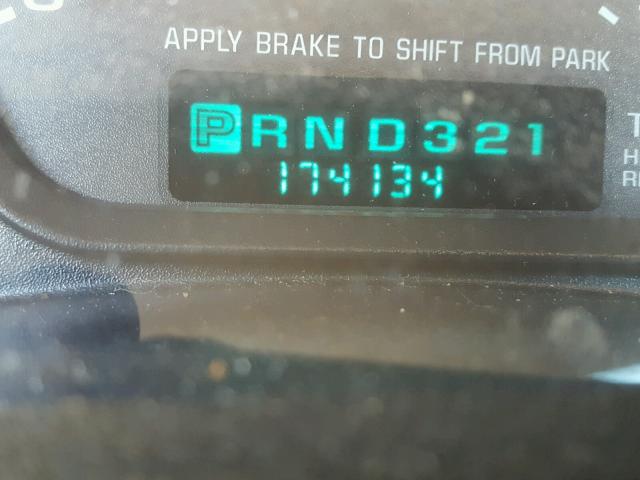 APPLY BRAKE TO SHIFT FROM PARK
PRND321
174134